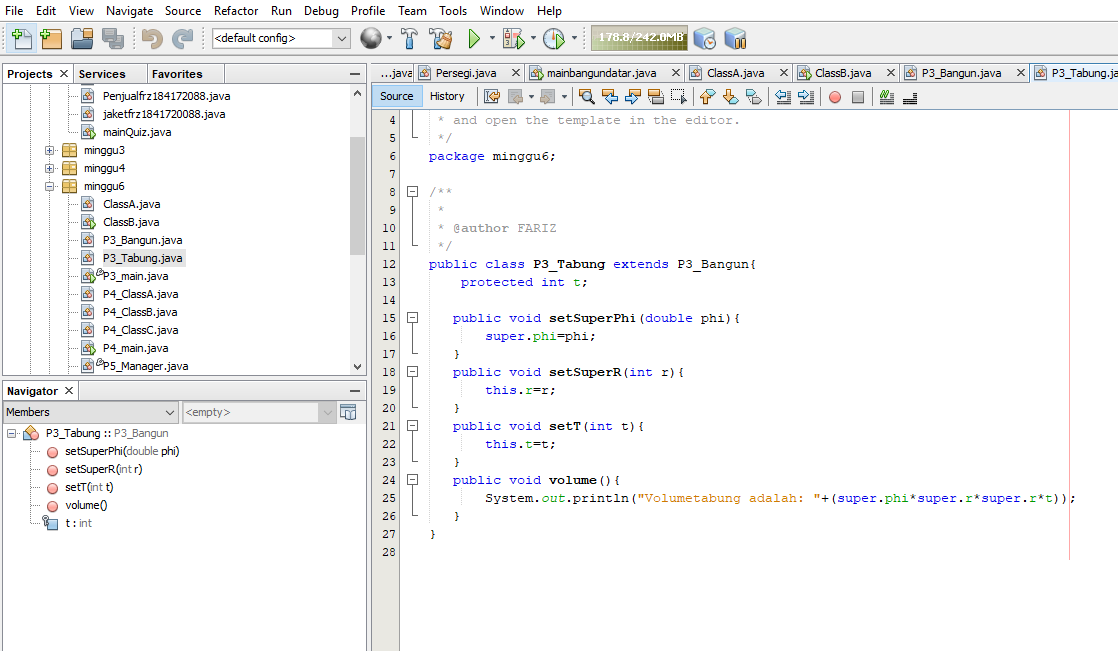 File Edit View Navigate Source Refactor Run Debug Profile Team Tools Window Help
<default config>
178.8/242.0MB
Projects Services Favorites
Penjualfrz184172088.java
jaketfrz1841720088.java
mainQuiz.java
minggu3
minggu4
minggu6
ClassA.java
ClassB.java
P3_Bangun.java
P3_Tabung.java
P3_main.java
P4_ClassA.java
P4_ClassB.java
P4_ClassC.java
P4_main.java
P5_Manager.java
Navigator
Members <empty>
P3_Tabung :: P3_Bangun
setSuperPhi(double phi)
setSuperR(int r)
setT(int t)
volume()
t : int
...java Persegi.java mainbangundatar.java ClassA.java ClassB.java P3_Bangun.java P3_Tabung.ja
Source History
4 * and open the template in the editor.
5 */
6 package minggu6;
7
8 /**
9 *
10 * @author FARIZ
11 */
12 public class P3_Tabung extends P3_Bangun{
13 protected int t;
14
15 public void setSuperPhi(double phi){
16 super.phi=phi;
17 }
18 public void setSuperR(int r){
19 this.r=r;
20 }
21 public void setT(int t){
22 this.t=t;
23 }
24 public void volume(){
25 System.out.println("Volumetabung adalah: "+(super.phi*super.r*super.r*t));
26 }
27 }
28